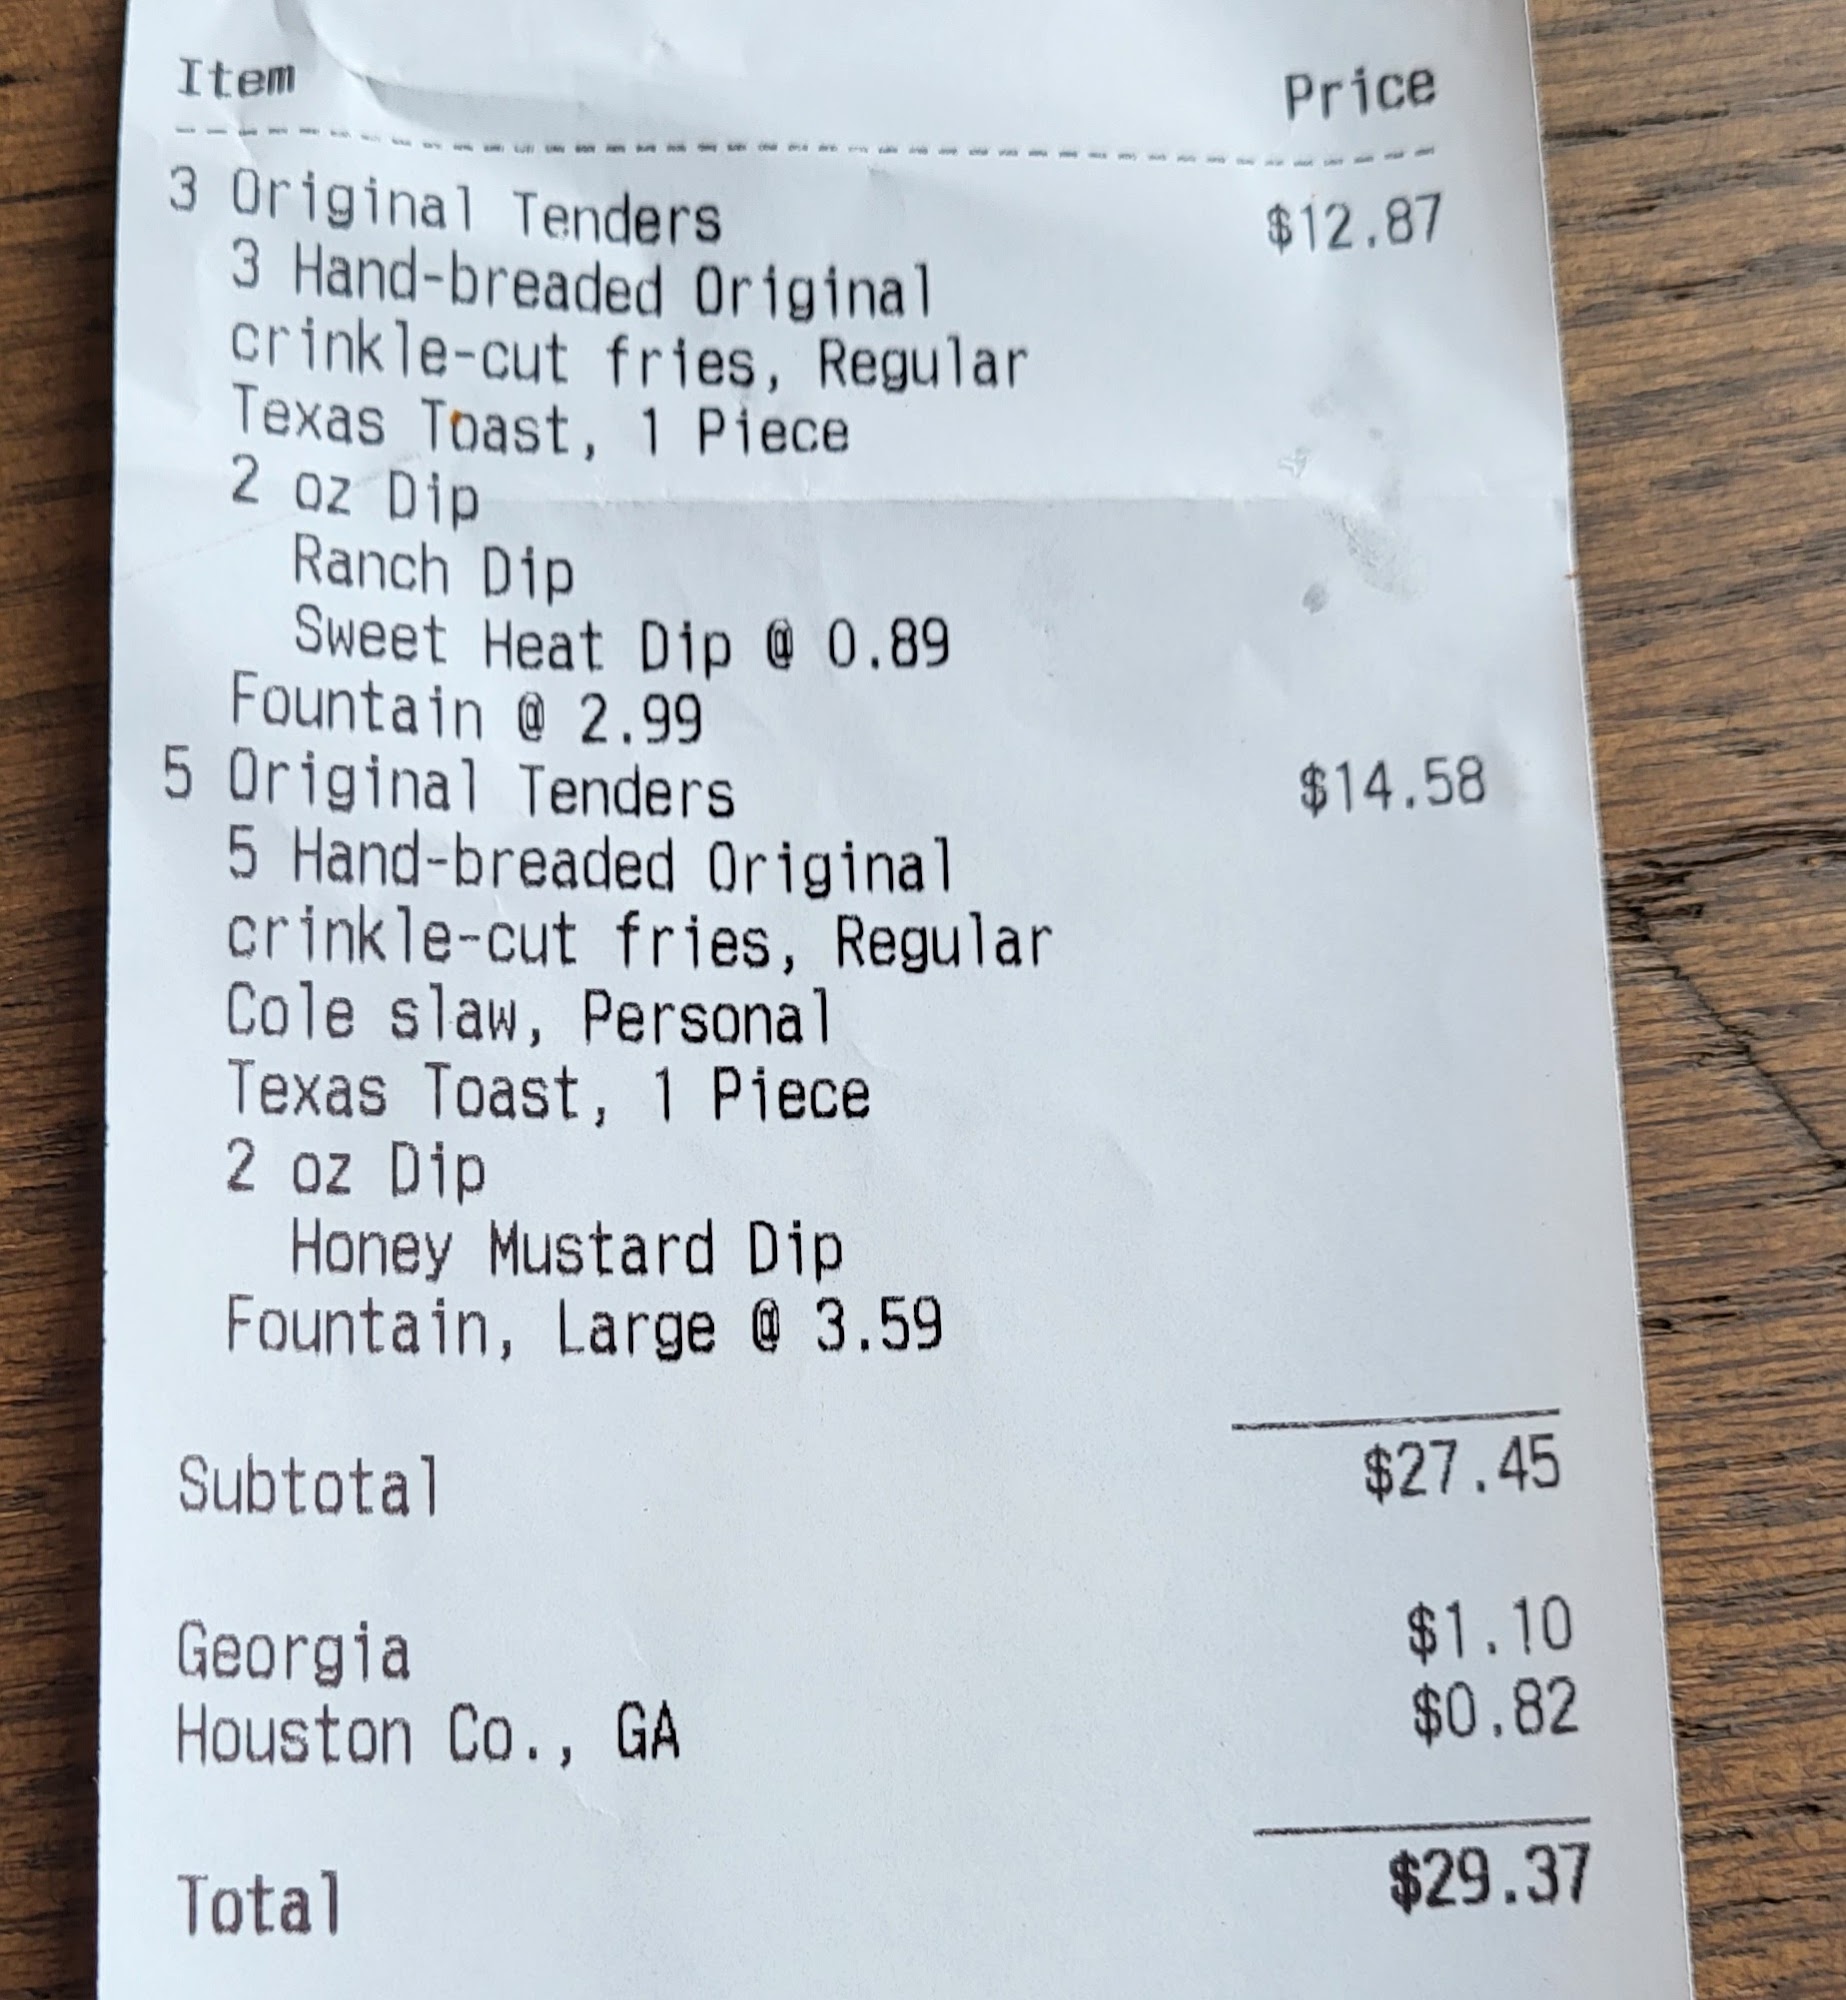 Item Price
3 Original Tenders $12.87
3 Hand-breaded Original
crinkle-cut fries, Regular
Texas Toast, 1 Piece
2 oz Dip
Ranch Dip
Sweet Heat Dip @ 0.89
Fountain @ 2.99
5 Original Tenders $14.58
5 Hand-breaded Original
crinkle-cut fries, Regular
Cole slaw, Personal
Texas Toast, 1 Piece
2 oz Dip
Honey Mustard Dip
Fountain, Large @ 3.59
Subtotal $27.45
Georgia $1.10
Houston Co., GA $0.82
Total $29.37